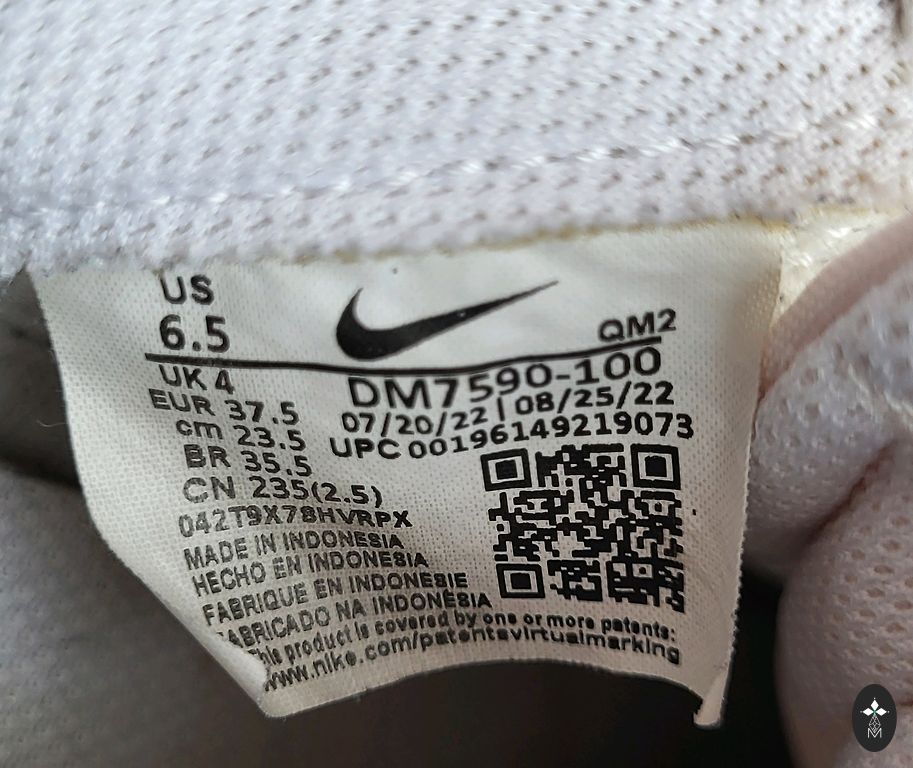 US
6.5
QM2
UK 4
EUR 37.5
cm 23.5
BR 35.5
CN 235(2.5)
DM7590-100
07/20/22 | 08/25/22
UPC 00196149219073
042T9X78HVRPX
MADE IN INDONESIA
HECHO EN INDONESIA
FABRIQUE EN INDONESIE
FABRICADO NA INDONÉSIA
This product is covered by one or more patents:
www.nike.com/patentsvirtualmarking
M